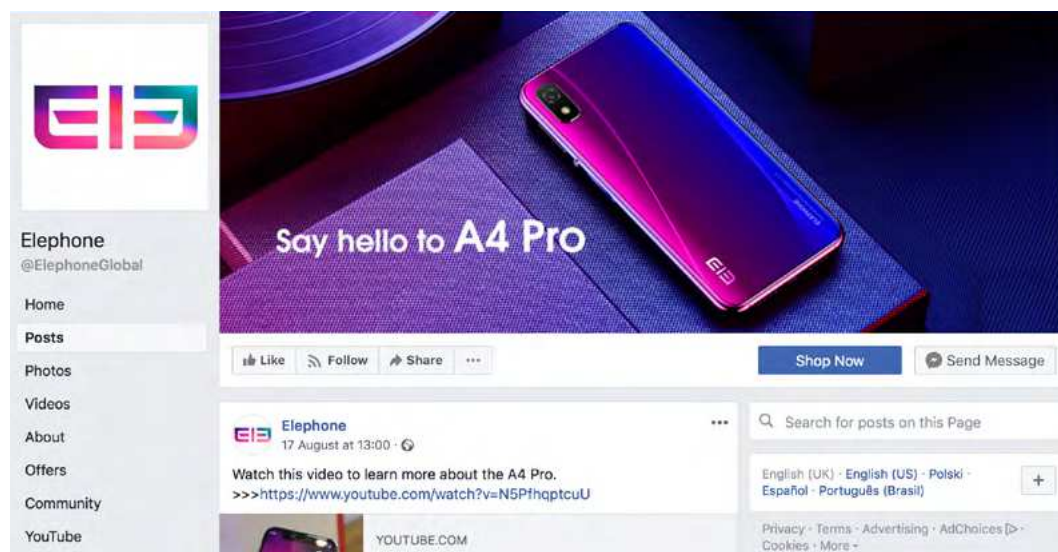 Elephone
@ElephoneGlobal
Home
Posts
Photos
Videos
About
Offers
Community
YouTube
Say hello to A4 Pro
Like Follow Share ...
Shop Now
Send Message
Elephone
17 August at 13:00 ·
Watch this video to learn more about the A4 Pro.
>>>https://www.youtube.com/watch?v=N5PfhqptcuU
YOUTUBE.COM
Search for posts on this Page
English (UK) · English (US) · Polski ·
Español · Português (Brasil)
+
Privacy · Terms · Advertising · AdChoices ·
Cookies · More